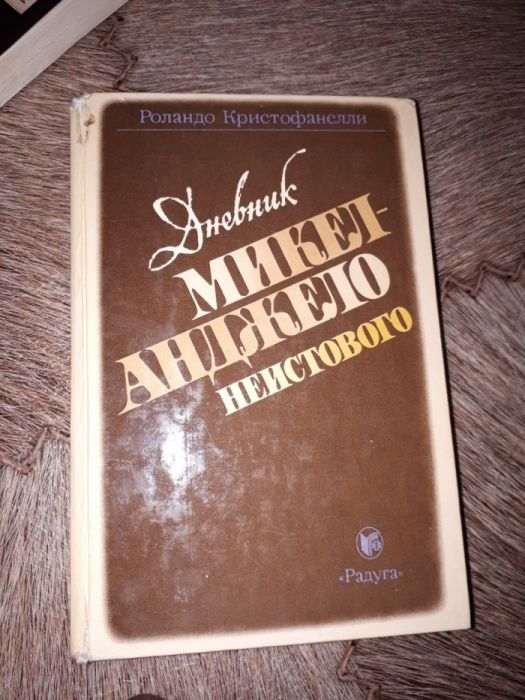 Роландо Кристофанелли
Дневник
МИКЕЛ-
АНДЖЕЛО
НЕИСТОВОГО
«Радуга»